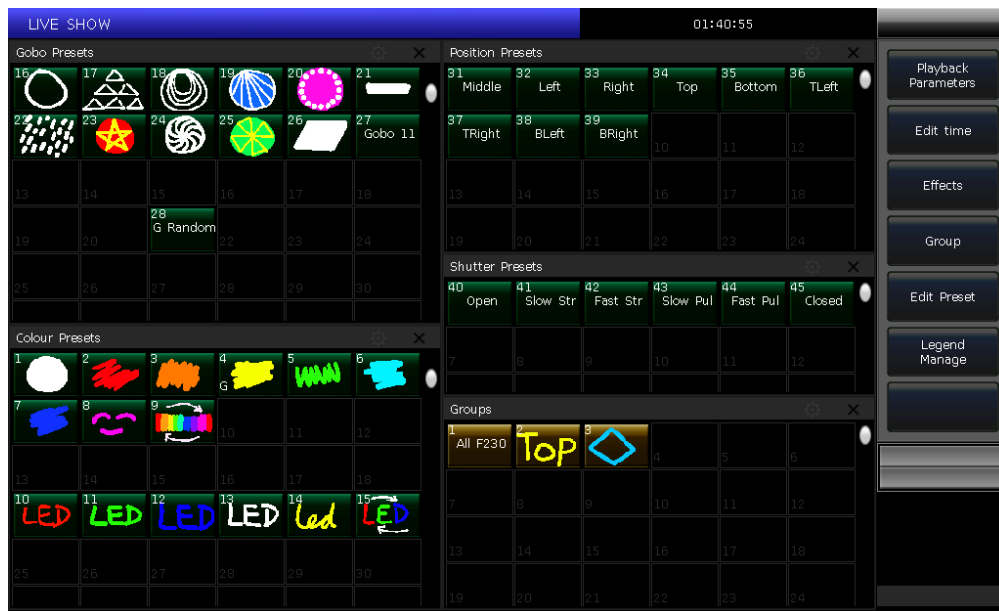 LIVE SHOW
01:40:55
Gobo Presets
16 17 18 19 20 21
22 23 24 25 26 27 Gobo 11
13 14 15 16 17 18
28 G Random
19 20 22 23 24
25 26 27 28 29 30
Colour Presets
1 2 3 4 G 5 6
7 8 9 10 11 12
13 14 15 16 17 18
10 LED 11 LED 12 LED 13 LED 14 Led 15 LED
25 26 27 28 29 30
Position Presets
31 Middle 32 Left 33 Right 34 Top 35 Bottom 36 TLeft
37 TRight 38 BLeft 39 BRight 10 11 12
13 14 15 16 17 18
19 20 21 22 23 24
Shutter Presets
40 Open 41 Slow Str 42 Fast Str 43 Slow Pul 44 Fast Pul 45 Closed
7 8 9 10 11 12
Groups
1 All F230 2 Top 3 4 5 6
7 8 9 10 11 12
13 14 15 16 17 18
19 20 21 22 23 24
Playback
Parameters
Edit time
Effects
Group
Edit Preset
Legend
Manage